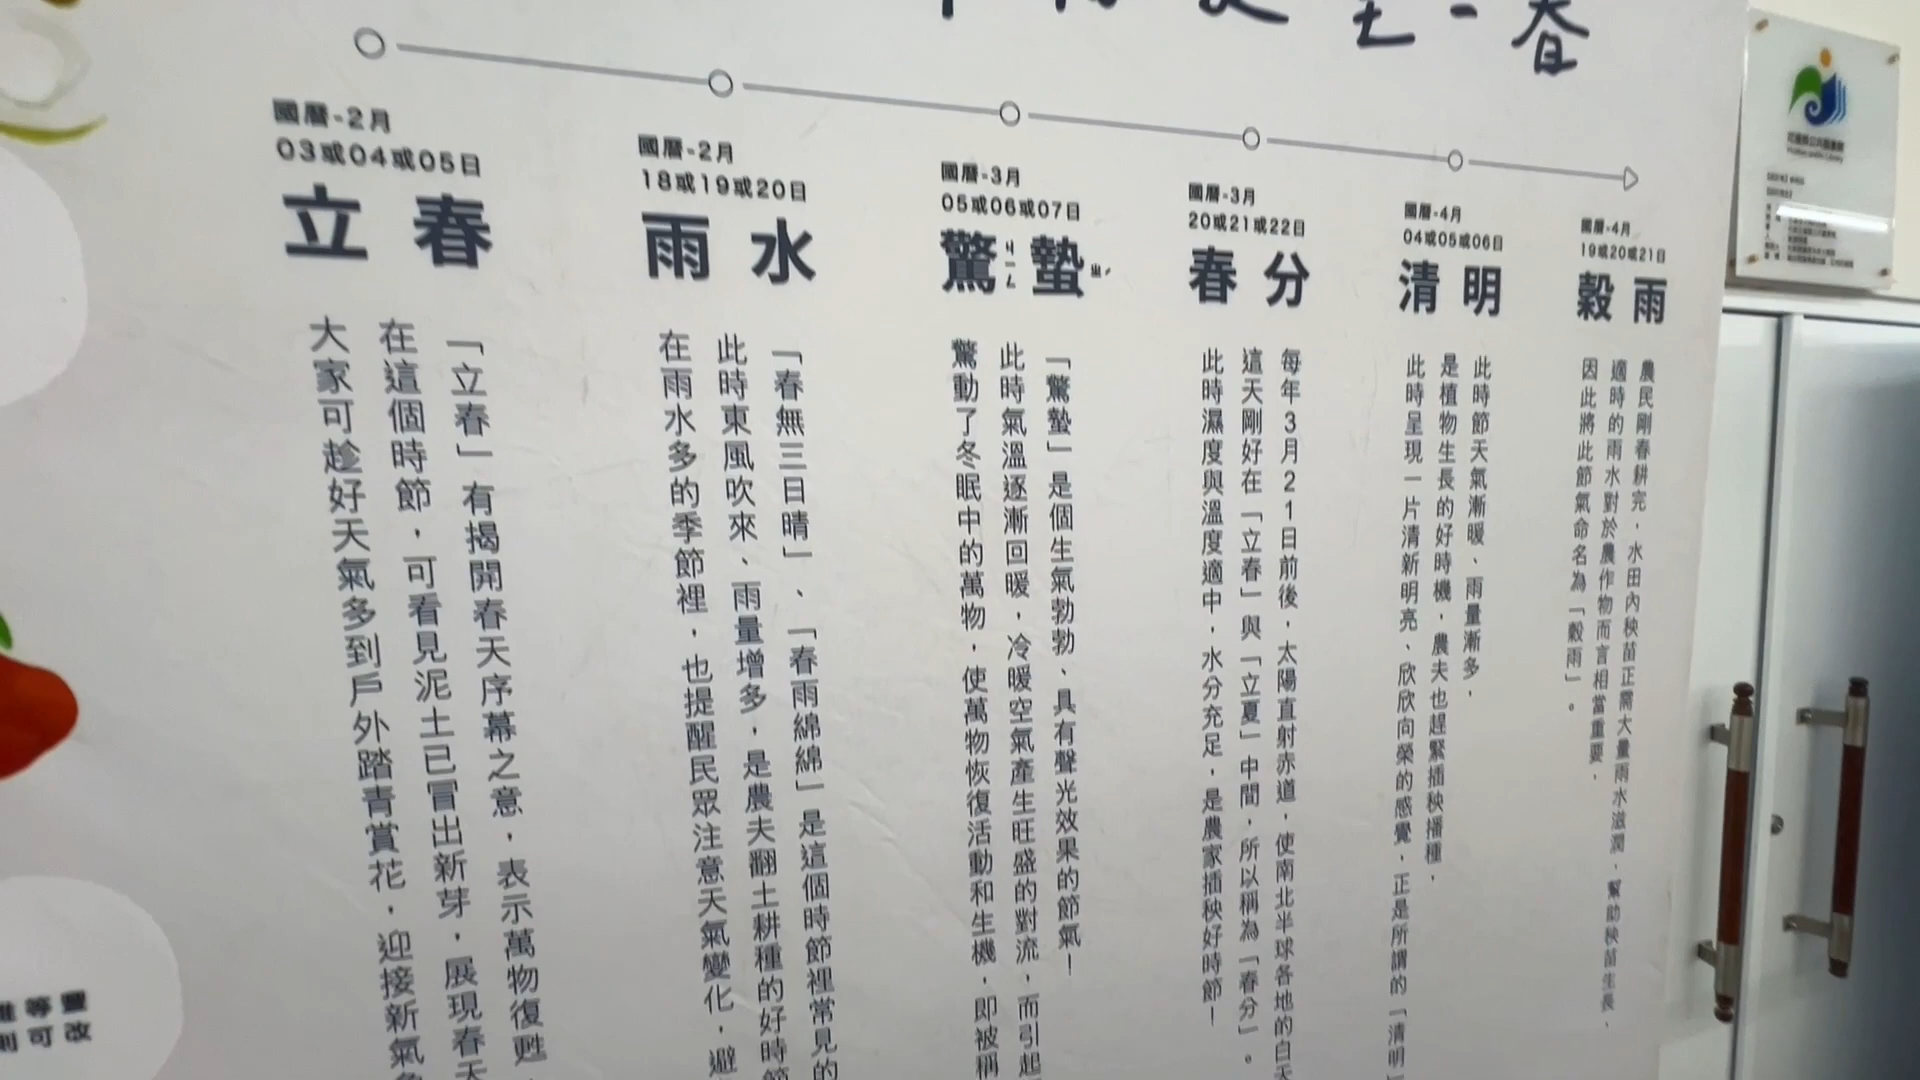 春
國曆-2月
03或04或05日
立春
「立春」有揭開春天序幕之意，表示萬物復甦，
在這個時節，可看見泥土已冒出新芽，展現春天
大家可趁好天氣多到戶外踏青賞花，迎接新氣象
國曆-2月
18或19或20日
雨水
「春無三日晴」、「春雨綿綿」是這個時節裡常見的
此時東風吹來、雨量增多，是農夫翻土耕種的好時節
在雨水多的季節裡，也提醒民眾注意天氣變化，避
國曆-3月
05或06或07日
驚ㄐㄧㄥ蟄ㄓˊ
「驚蟄」是個生氣勃勃、具有聲光效果的節氣！
此時氣溫逐漸回暖，冷暖空氣產生旺盛的對流，而引起
驚動了冬眠中的萬物，使萬物恢復活動和生機，即被稱
國曆-3月
20或21或22日
春分
每年3月21日前後，太陽直射赤道，使南北半球各地的白天
這天剛好在「立春」與「立夏」中間，所以稱為「春分」。
此時濕度與溫度適中，水分充足，是農家插秧好時節！
國曆-4月
04或05或06日
清明
此時節天氣漸暖、雨量漸多，
是植物生長的好時機，農夫也趕緊插秧播種，
此時呈現一片清新明亮、欣欣向榮的感覺，正是所謂的「清明」
國曆-4月
19或20或21日
穀雨
農民剛春耕完，水田內秧苗正需大量雨水滋潤，幫助秧苗生長，
適時的雨水對於農作物而言相當重要，
因此將此節氣命名為「穀雨」。
等豐
可改